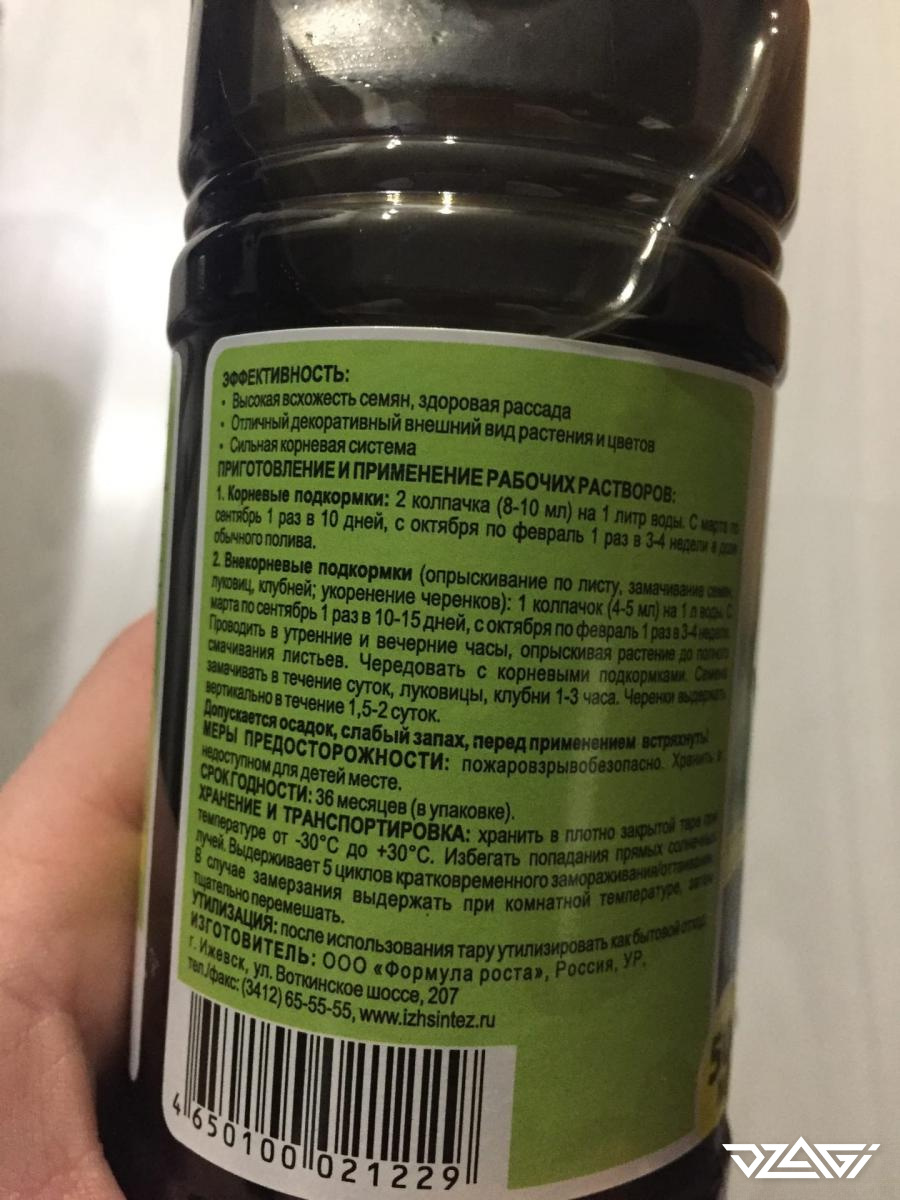 ЭФФЕКТИВНОСТЬ:
• Высокая всхожесть семян, здоровая рассада
• Отличный декоративный внешний вид растения и цветов
• Сильная корневая система
ПРИГОТОВЛЕНИЕ И ПРИМЕНЕНИЕ РАБОЧИХ РАСТВОРОВ:
1. Корневые подкормки: 2 колпачка (8-10 мл) на 1 литр воды. С марта по
сентябрь 1 раз в 10 дней, с октября по февраль 1 раз в 3-4 недели в дозе
обычного полива.
2. Внекорневые подкормки (опрыскивание по листу, замачивание семян,
луковиц, клубней; укоренение черенков): 1 колпачок (4-5 мл) на 1 л воды. С
марта по сентябрь 1 раз в 10-15 дней, с октября по февраль 1 раз в 3-4 недели.
Проводить в утренние и вечерние часы, опрыскивая растение до полного
смачивания листьев. Чередовать с корневыми подкормками. Семена
замачивать в течение суток, луковицы, клубни 1-3 часа. Черенки выдержать
вертикально в течение 1,5-2 суток.
Допускается осадок, слабый запах, перед применением встряхнуть!
МЕРЫ ПРЕДОСТОРОЖНОСТИ: пожаровзрывобезопасно. Хранить в
недоступном для детей месте.
СРОК ГОДНОСТИ: 36 месяцев (в упаковке).
ХРАНЕНИЕ И ТРАНСПОРТИРОВКА: хранить в плотно закрытой таре при
температуре от -30°C до +30°C. Избегать попадания прямых солнечных
лучей. Выдерживает 5 циклов кратковременного замораживания/оттаивания.
В случае замерзания выдержать при комнатной температуре, затем
тщательно перемешать.
УТИЛИЗАЦИЯ: после использования тару утилизировать как бытовой отход.
ИЗГОТОВИТЕЛЬ: ООО «Формула роста», Россия, УР,
г. Ижевск, ул. Воткинское шоссе, 207
тел./факс: (3412) 65-55-55, www.izhsintez.ru
4 650100 021229
DZAGI